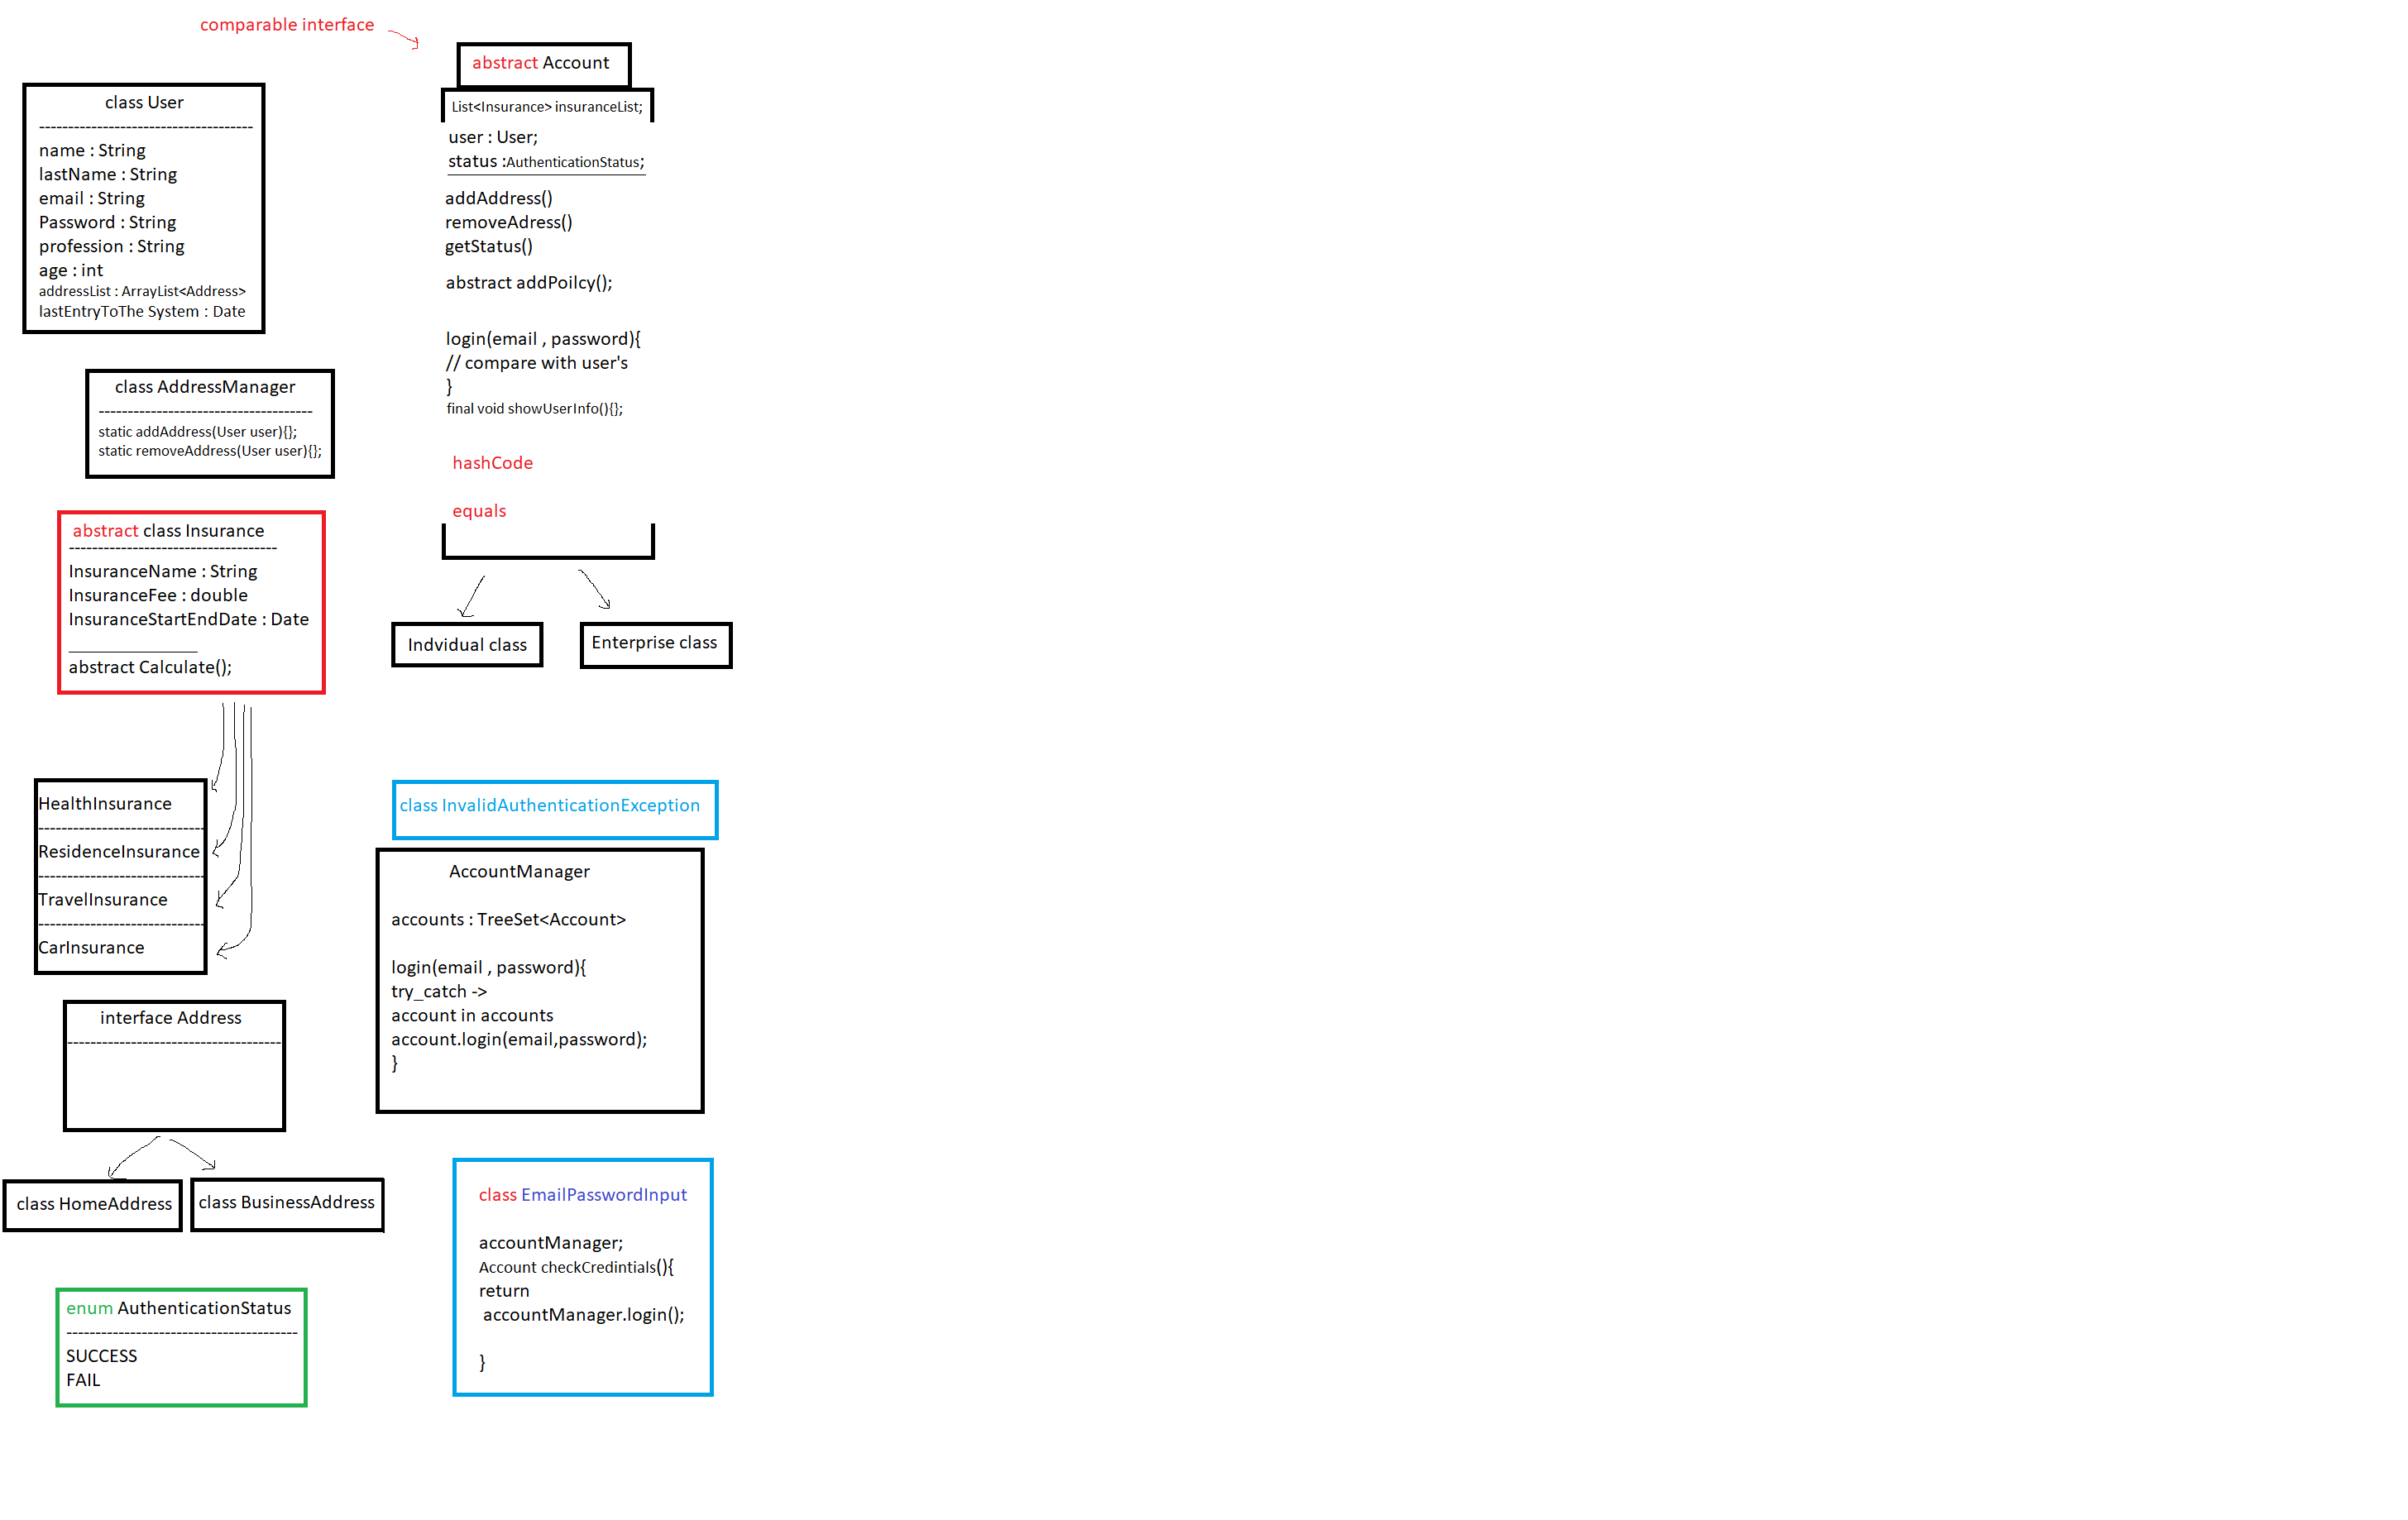 comparable interface
class User
-------------------------------------
name : String
lastName : String
email : String
Password : String
profession : String
age : int
addressList : ArrayList<Address>
lastEntryToThe System : Date
class AddressManager
-------------------------------------
static addAddress(User user){};
static removeAddress(User user){};
abstract class Insurance
------------------------------------
InsuranceName : String
InsuranceFee : double
InsuranceStartEndDate : Date
abstract Calculate();
HealthInsurance
-----------------------------
ResidenceInsurance
-----------------------------
TravelInsurance
-----------------------------
CarInsurance
interface Address
-------------------------------------
class HomeAddress
class BusinessAddress
enum AuthenticationStatus
----------------------------------------
SUCCESS
FAIL
abstract Account
List<Insurance> insuranceList;
user : User;
status :AuthenticationStatus;
addAddress()
removeAdress()
getStatus()
abstract addPoilcy();
login(email , password){
// compare with user's
}
final void showUserInfo(){};
hashCode
equals
Indvidual class
Enterprise class
class InvalidAuthenticationException
AccountManager
accounts : TreeSet<Account>
login(email , password){
try_catch ->
account in accounts
account.login(email,password);
}
class EmailPasswordInput
accountManager;
Account checkCredintials(){
return
accountManager.login();
}